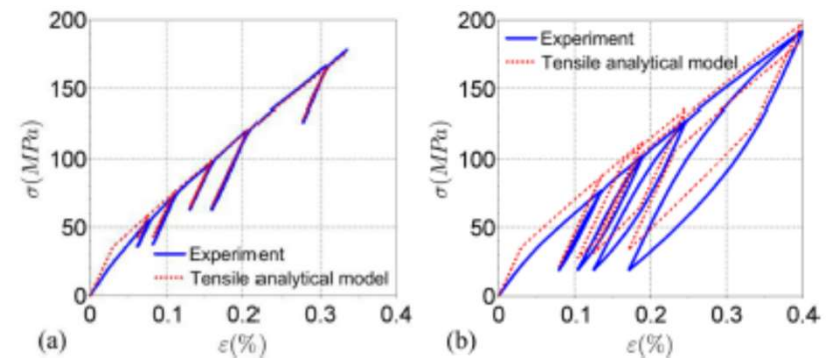 200
150
100
50
0
σ(MPa)
Experiment
Tensile analytical model
0 0.1 0.2 0.3 0.4
(a) ε(%)
200
150
100
50
0
σ(MPa)
Experiment
Tensile analytical model
0 0.1 0.2 0.3 0.4
(b) ε(%)